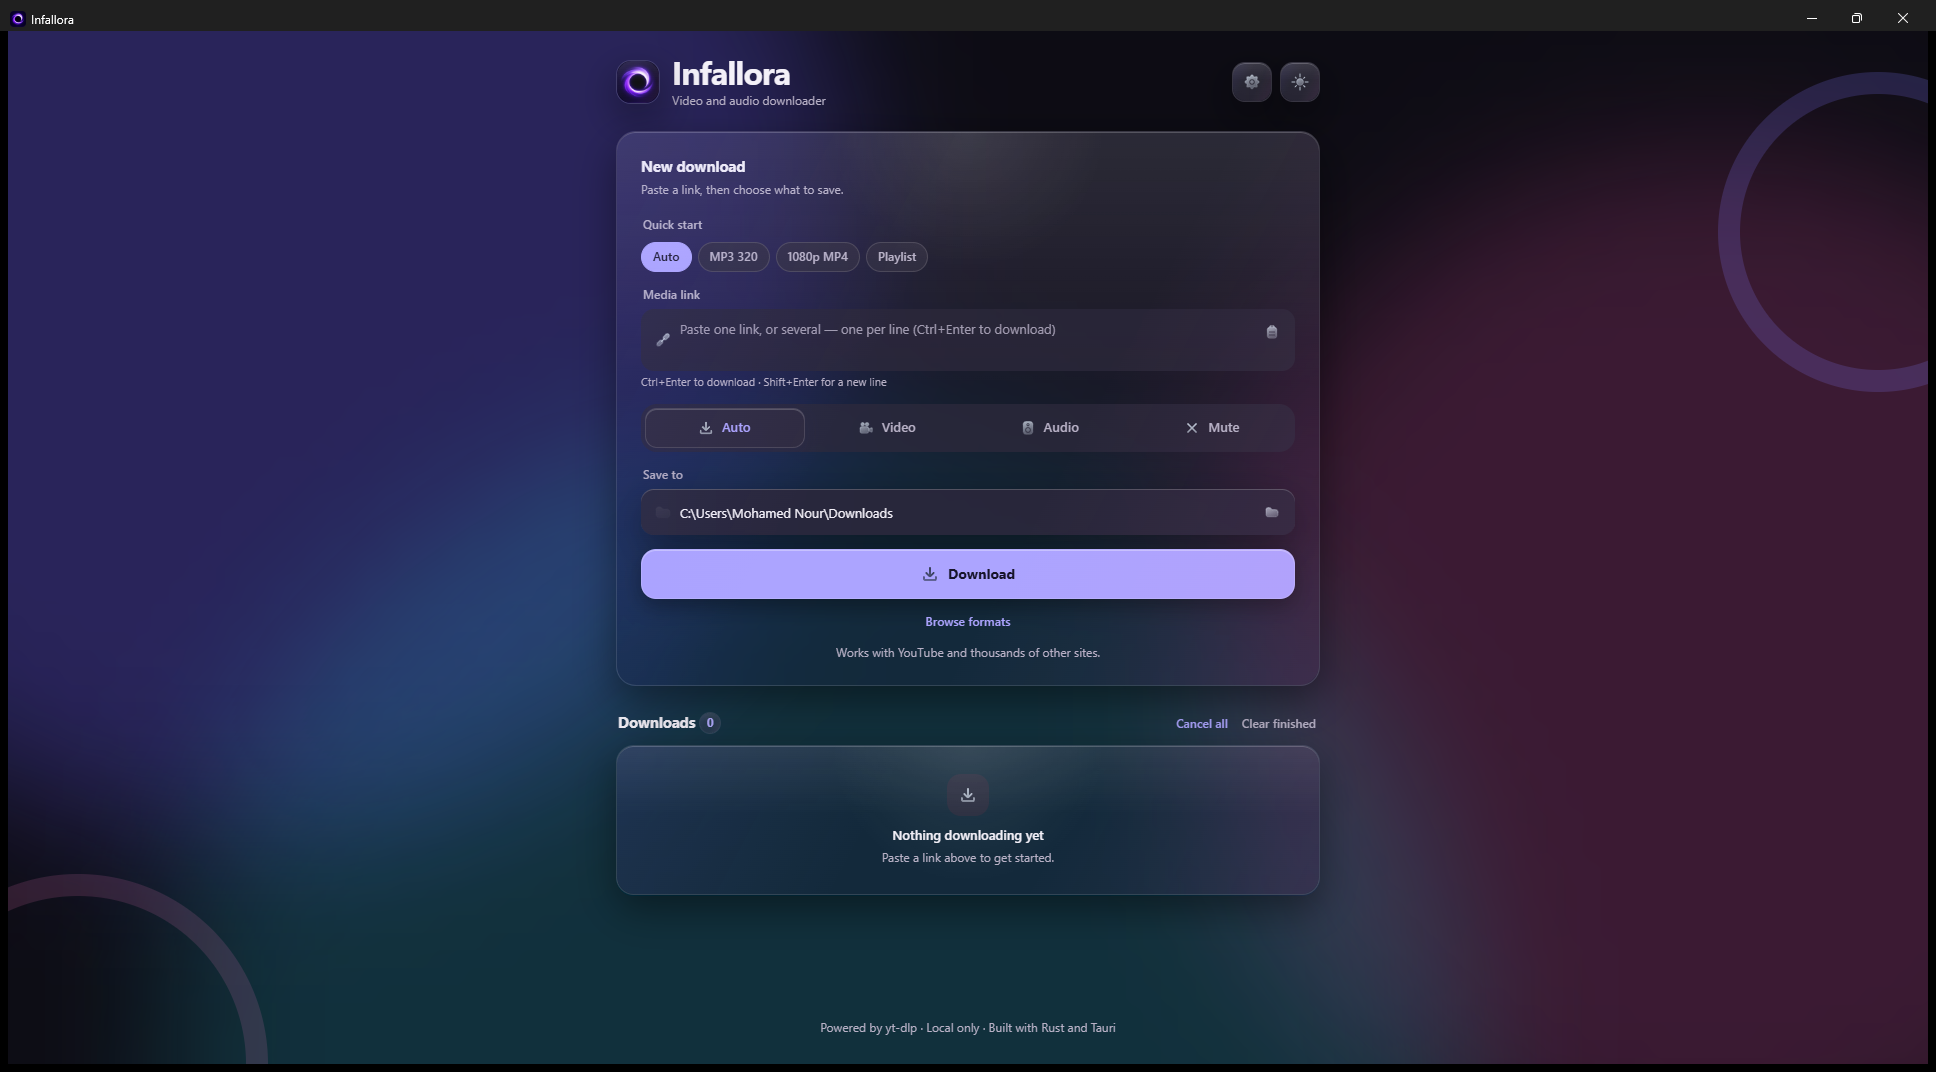 Infallora
Infallora
Video and audio downloader
New download
Paste a link, then choose what to save.
Quick start
Auto
MP3 320
1080p MP4
Playlist
Media link
Paste one link, or several — one per line (Ctrl+Enter to download)
Ctrl+Enter to download · Shift+Enter for a new line
Auto
Video
Audio
Mute
Save to
C:\Users\Mohamed Nour\Downloads
Download
Browse formats
Works with YouTube and thousands of other sites.
Downloads 0
Cancel all
Clear finished
Nothing downloading yet
Paste a link above to get started.
Powered by yt-dlp · Local only · Built with Rust and Tauri